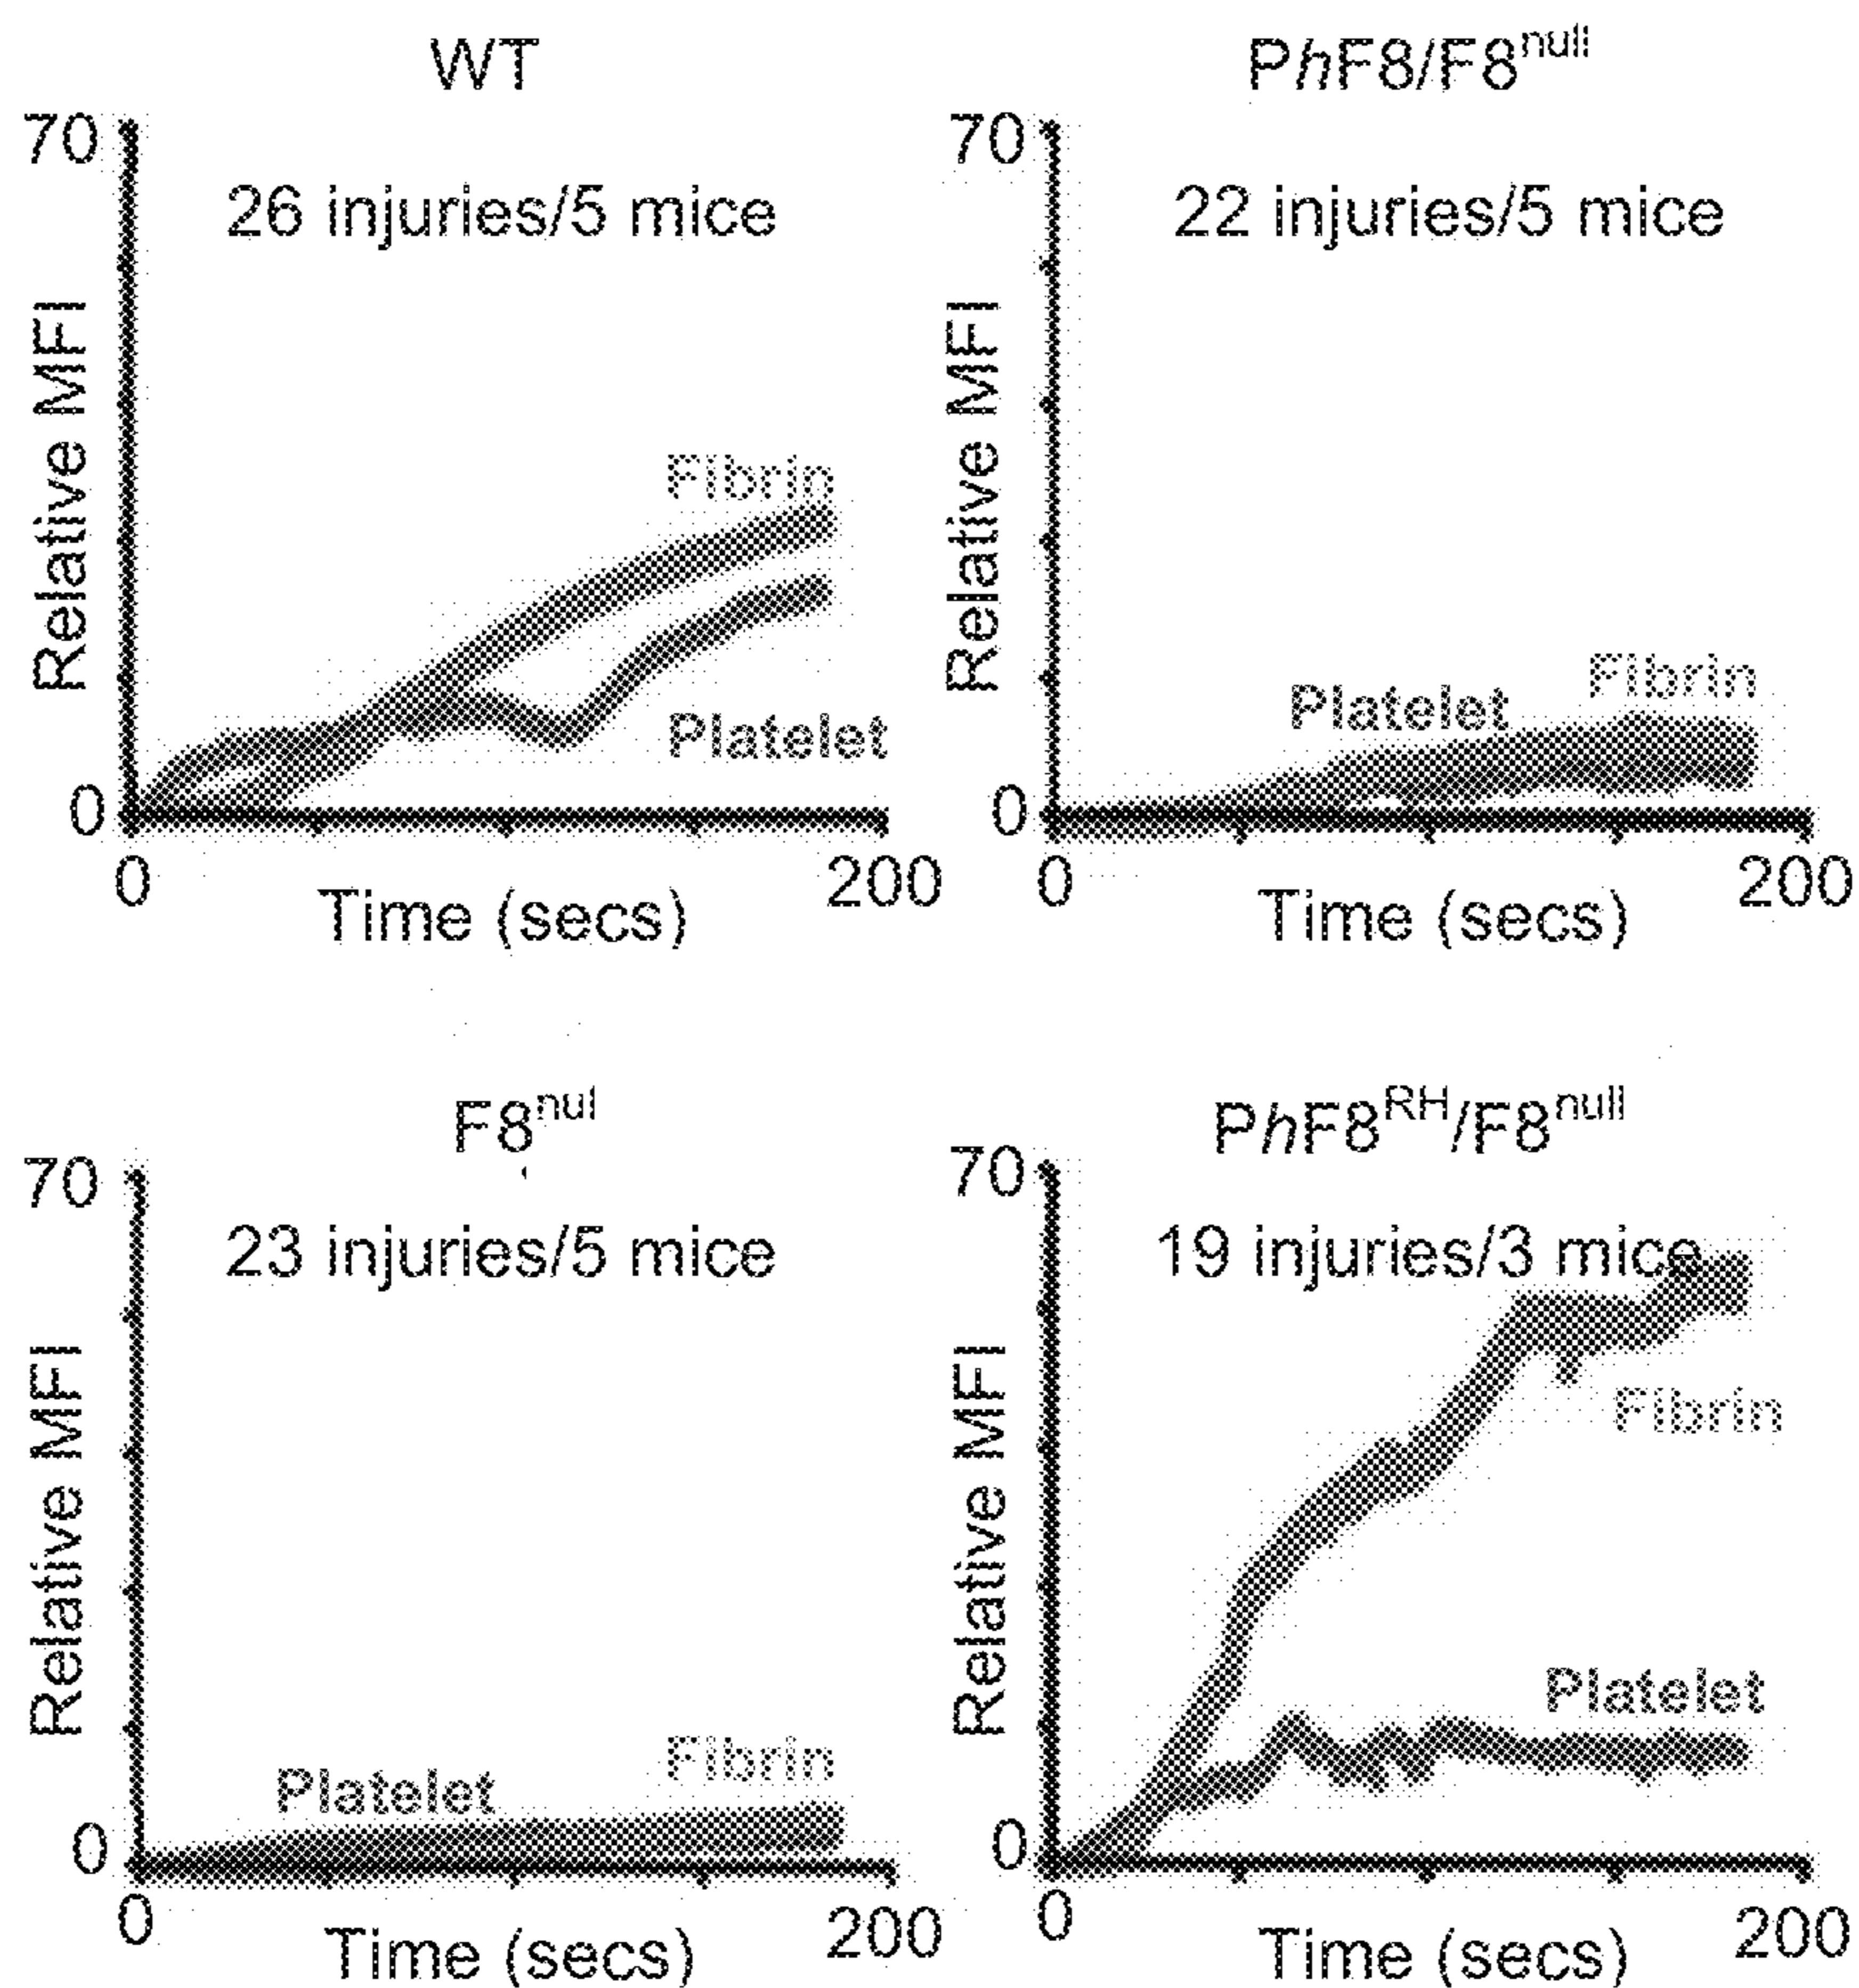 WT
70
26 injuries/5 mice
Relative MFI
Fibrin
Platelet
0
0
200
Time (secs)
PhF8/F8null
70
22 injuries/5 mice
Relative MFI
Fibrin
Platelet
0
0
200
Time (secs)
F8nul
70
23 injuries/5 mice
Relative MFI
Fibrin
Platelet
0
0
200
Time (secs)
PhF8RH/F8null
70
19 injuries/3 mice
Relative MFI
Fibrin
Platelet
0
0
200
Time (secs)